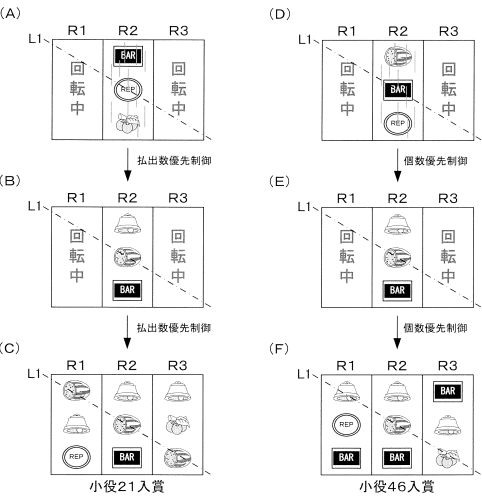 (A)
R1 R2 R3
L1
BAR
REP
回転中
回転中
払出数優先制御
(B)
R1 R2 R3
L1
回転中
回転中
BAR
払出数優先制御
(C)
R1 R2 R3
L1
REP
BAR
小役21入賞
(D)
R1 R2 R3
L1
回転中
回転中
BAR
REP
個数優先制御
(E)
R1 R2 R3
L1
回転中
回転中
BAR
個数優先制御
(F)
R1 R2 R3
L1
BAR
REP
BAR BAR
小役46入賞